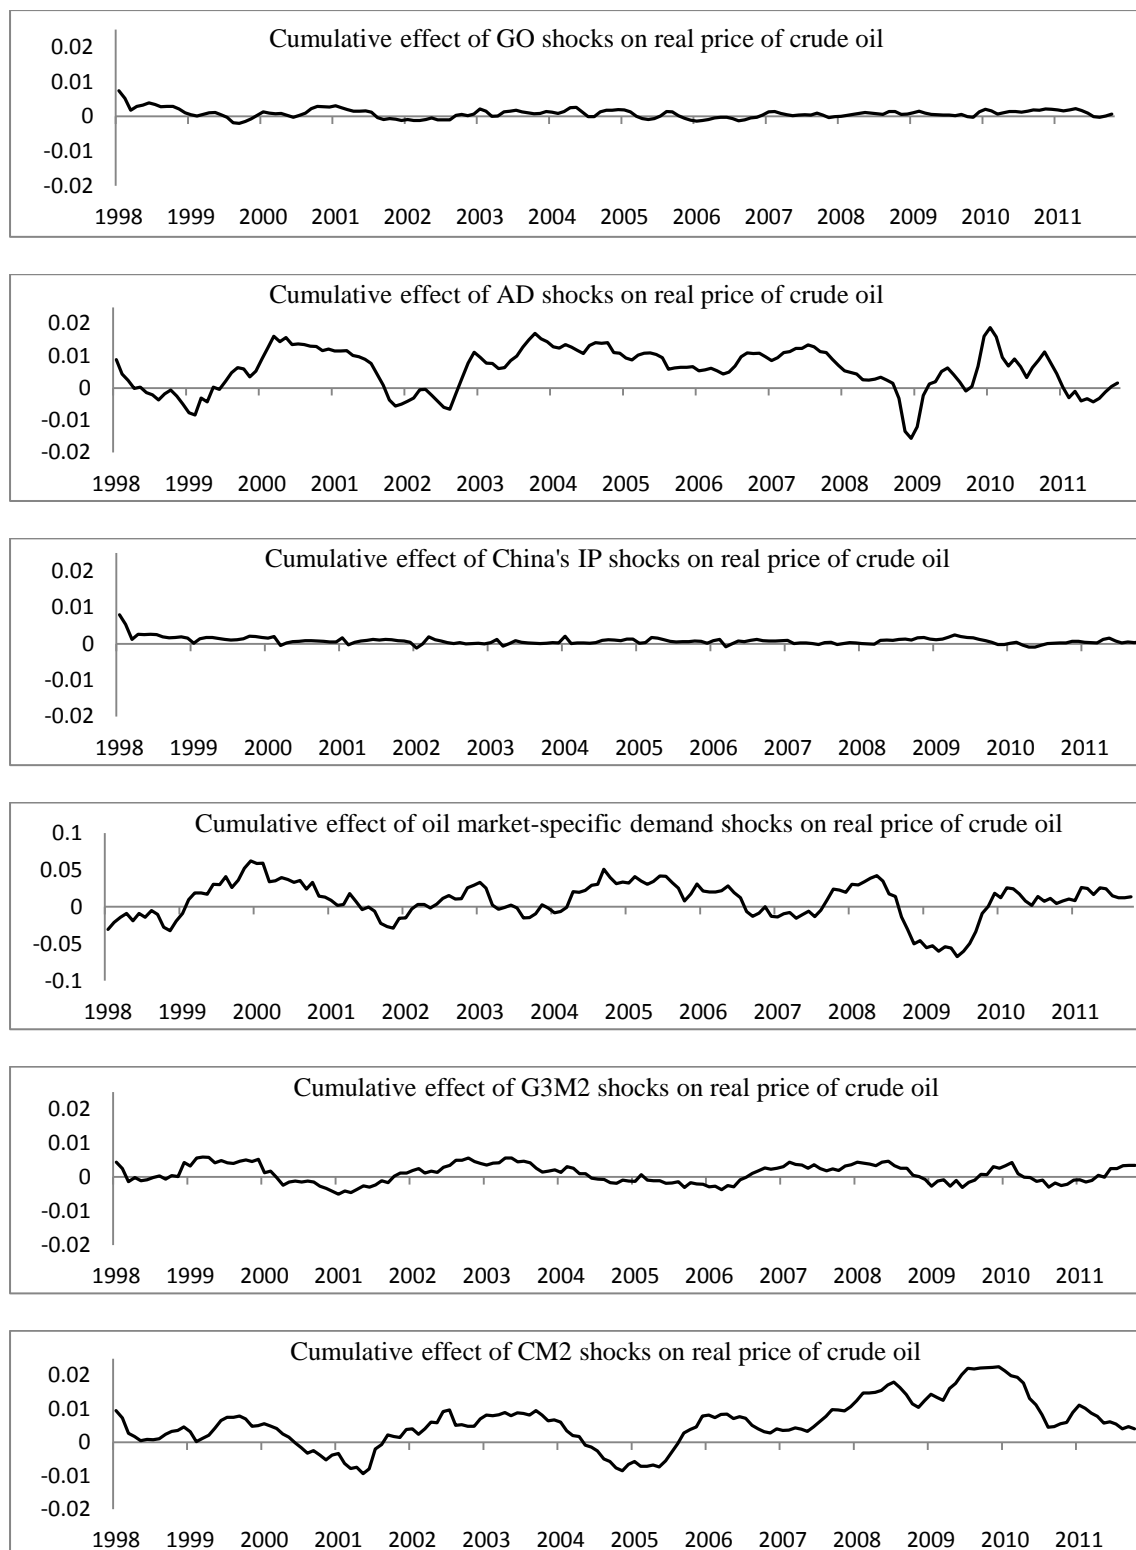 Cumulative effect of GO shocks on real price of crude oil
0.02
0.01
0
-0.01
-0.02
1998 1999 2000 2001 2002 2003 2004 2005 2006 2007 2008 2009 2010 2011
Cumulative effect of AD shocks on real price of crude oil
0.02
0.01
0
-0.01
-0.02
1998 1999 2000 2001 2002 2003 2004 2005 2006 2007 2008 2009 2010 2011
Cumulative effect of China's IP shocks on real price of crude oil
0.02
0.01
0
-0.01
-0.02
1998 1999 2000 2001 2002 2003 2004 2005 2006 2007 2008 2009 2010 2011
Cumulative effect of oil market-specific demand shocks on real price of crude oil
0.1
0.05
0
-0.05
-0.1
1998 1999 2000 2001 2002 2003 2004 2005 2006 2007 2008 2009 2010 2011
Cumulative effect of G3M2 shocks on real price of crude oil
0.02
0.01
0
-0.01
-0.02
1998 1999 2000 2001 2002 2003 2004 2005 2006 2007 2008 2009 2010 2011
Cumulative effect of CM2 shocks on real price of crude oil
0.02
0.01
0
-0.01
-0.02
1998 1999 2000 2001 2002 2003 2004 2005 2006 2007 2008 2009 2010 2011